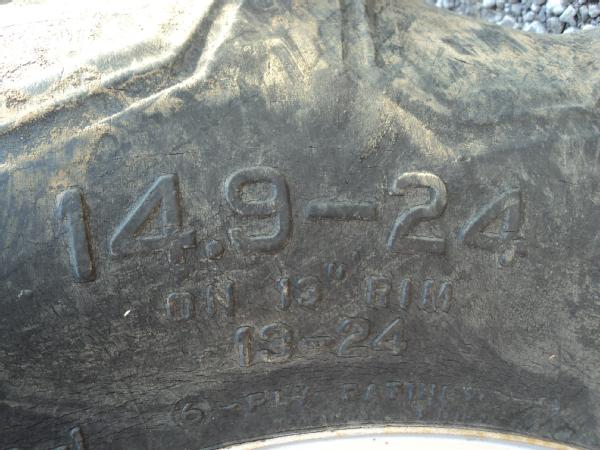 14.9-24
ON 13" RIM
13-24
6-PLY RATING